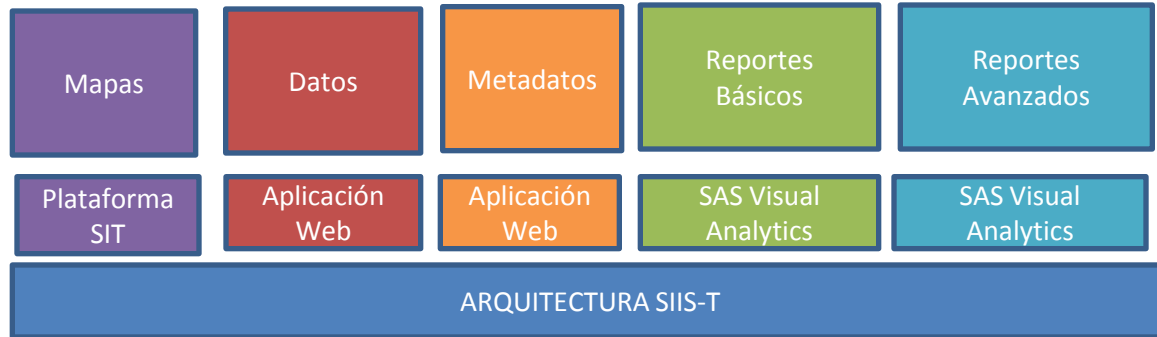 Mapas
Datos
Metadatos
Reportes
Básicos
Reportes
Avanzados
Plataforma
SIT
Aplicación
Web
Aplicación
Web
SAS Visual
Analytics
SAS Visual
Analytics
ARQUITECTURA SIIS-T